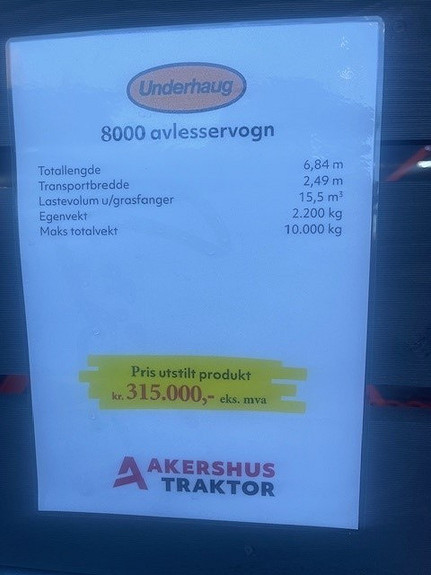 Underhaug
8000 avlesservogn
Totallengde 6,84 m
Transportbredde 2,49 m
Lastevolum u/grasfanger 15,5 m³
Egenvekt 2.200 kg
Maks totalvekt 10.000 kg
Pris utstilt produkt
kr. 315.000,- eks. mva
AKERSHUS
TRAKTOR